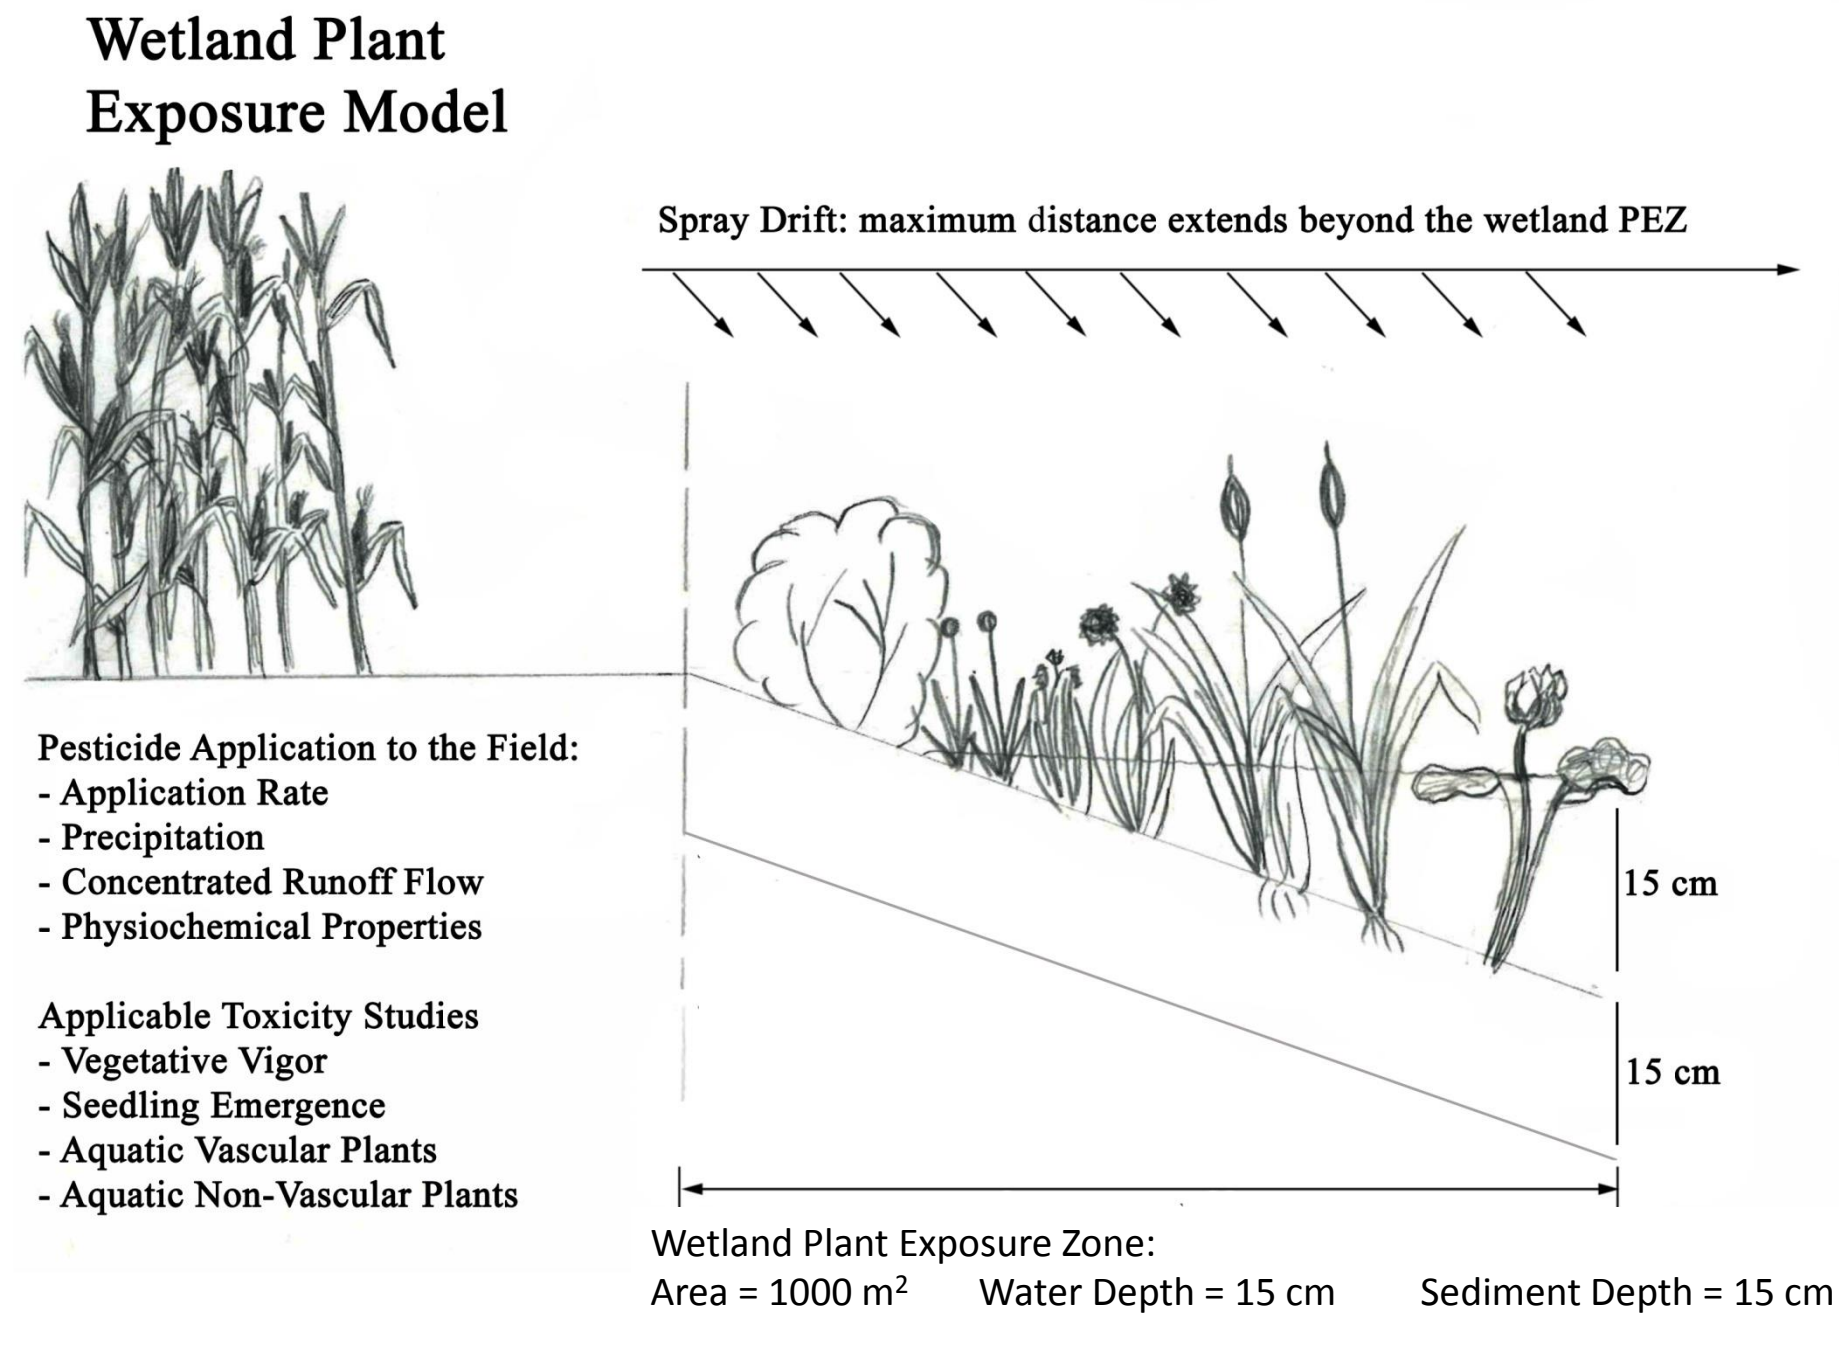 Wetland Plant
Exposure Model
Spray Drift: maximum distance extends beyond the wetland PEZ
Pesticide Application to the Field:
- Application Rate
- Precipitation
- Concentrated Runoff Flow
- Physiochemical Properties
Applicable Toxicity Studies
- Vegetative Vigor
- Seedling Emergence
- Aquatic Vascular Plants
- Aquatic Non-Vascular Plants
15 cm
15 cm
Wetland Plant Exposure Zone:
Area = 1000 m² Water Depth = 15 cm Sediment Depth = 15 cm